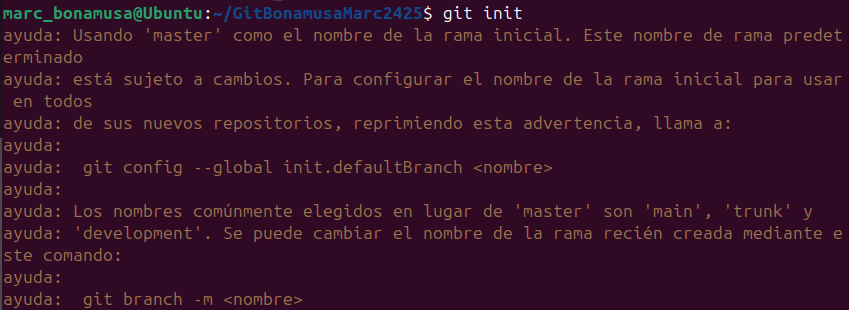 marc_bonamusa@Ubuntu:~/GitBonamusaMarc2425$ git init
ayuda: Usando 'master' como el nombre de la rama inicial. Este nombre de rama predet
erminado
ayuda: está sujeto a cambios. Para configurar el nombre de la rama inicial para usar
 en todos
ayuda: de sus nuevos repositorios, reprimiendo esta advertencia, llama a:
ayuda:
ayuda:  git config --global init.defaultBranch <nombre>
ayuda:
ayuda: Los nombres comúnmente elegidos en lugar de 'master' son 'main', 'trunk' y
ayuda: 'development'. Se puede cambiar el nombre de la rama recién creada mediante e
ste comando:
ayuda:
ayuda:  git branch -m <nombre>